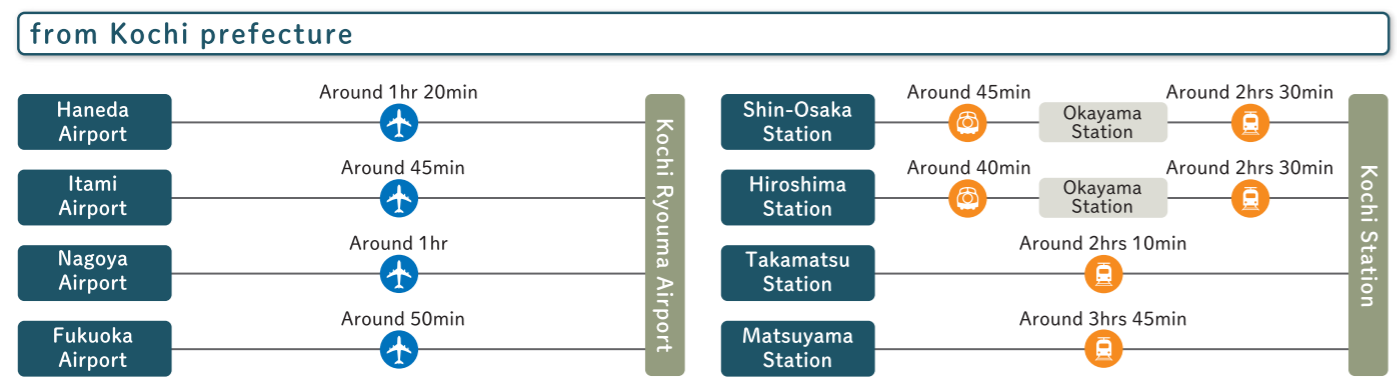 from Kochi prefecture
Haneda
Airport
Around 1hr 20min
Itami
Airport
Around 45min
Nagoya
Airport
Around 1hr
Fukuoka
Airport
Around 50min
Kochi Ryouma Airport
Shin-Osaka
Station
Around 45min
Okayama
Station
Around 2hrs 30min
Hiroshima
Station
Around 40min
Okayama
Station
Around 2hrs 30min
Takamatsu
Station
Around 2hrs 10min
Matsuyama
Station
Around 3hrs 45min
Kochi Station